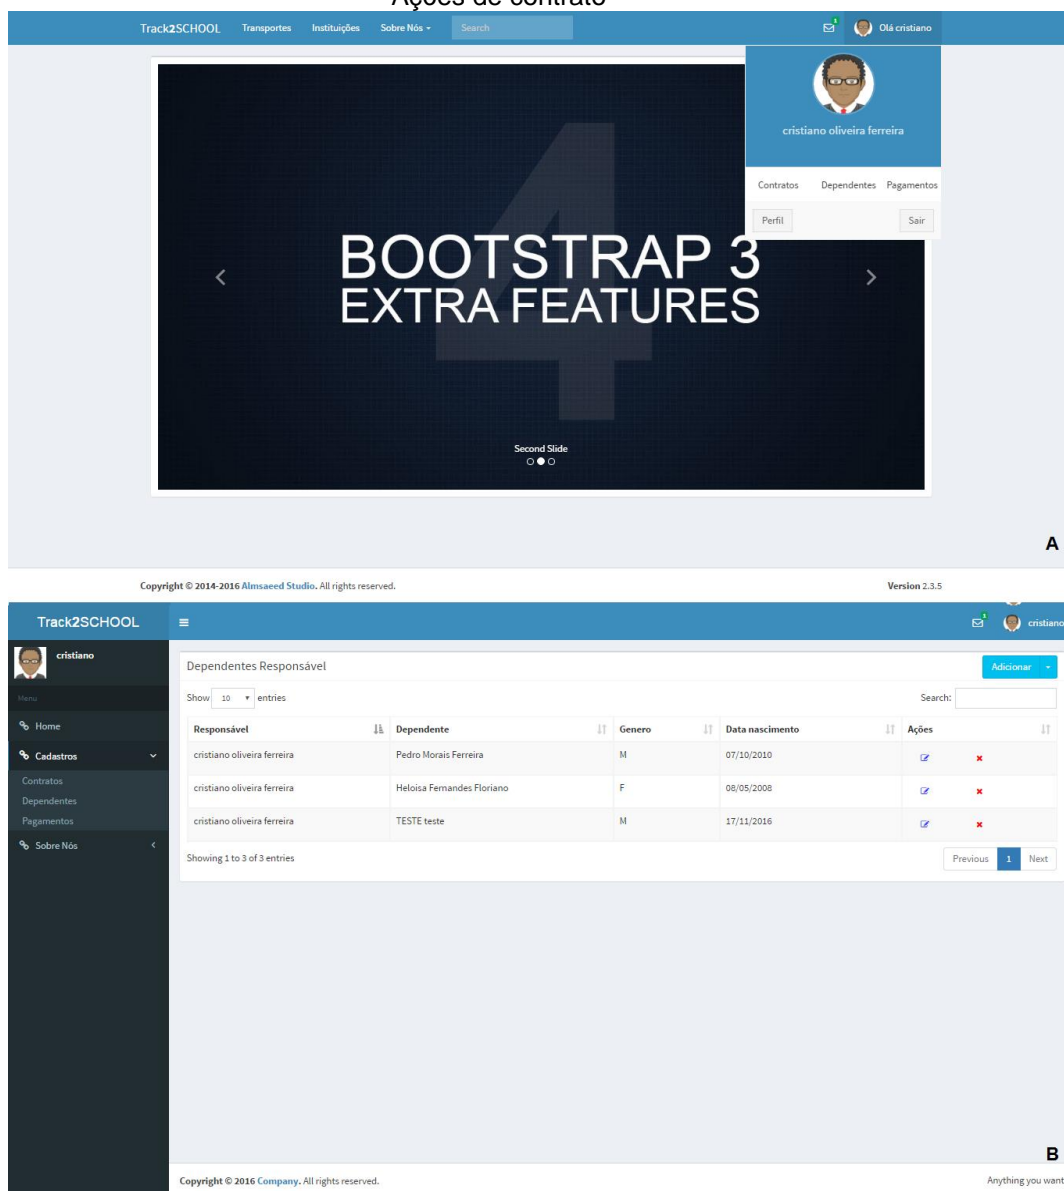 Ações de contrato
Track2SCHOOL Transportes Instituições Sobre Nós Search Olá cristiano
cristiano oliveira ferreira
Contratos Dependentes Pagamentos
Perfil Sair
4
BOOTSTRAP 3
EXTRA FEATURES
Second Slide
A
Copyright © 2014-2016 Almsaeed Studio. All rights reserved. Version 2.3.5
Track2SCHOOL cristiano
cristiano
Menu
Home
Cadastros
Contratos
Dependentes
Pagamentos
Sobre Nós
Dependentes Responsável Adicionar
Show 10 entries Search:
Responsável Dependente Genero Data nascimento Ações
cristiano oliveira ferreira Pedro Morais Ferreira M 07/10/2010
cristiano oliveira ferreira Heloisa Fernandes Floriano F 08/05/2008
cristiano oliveira ferreira TESTE teste M 17/11/2016
Showing 1 to 3 of 3 entries Previous 1 Next
B
Copyright © 2016 Company. All rights reserved. Anything you want